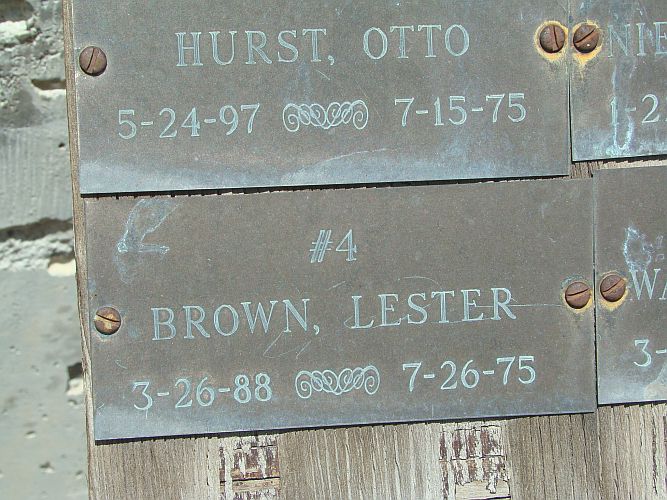 HURST, OTTO
5-24-97 7-15-75
#4
BROWN, LESTER
3-26-88 7-26-75